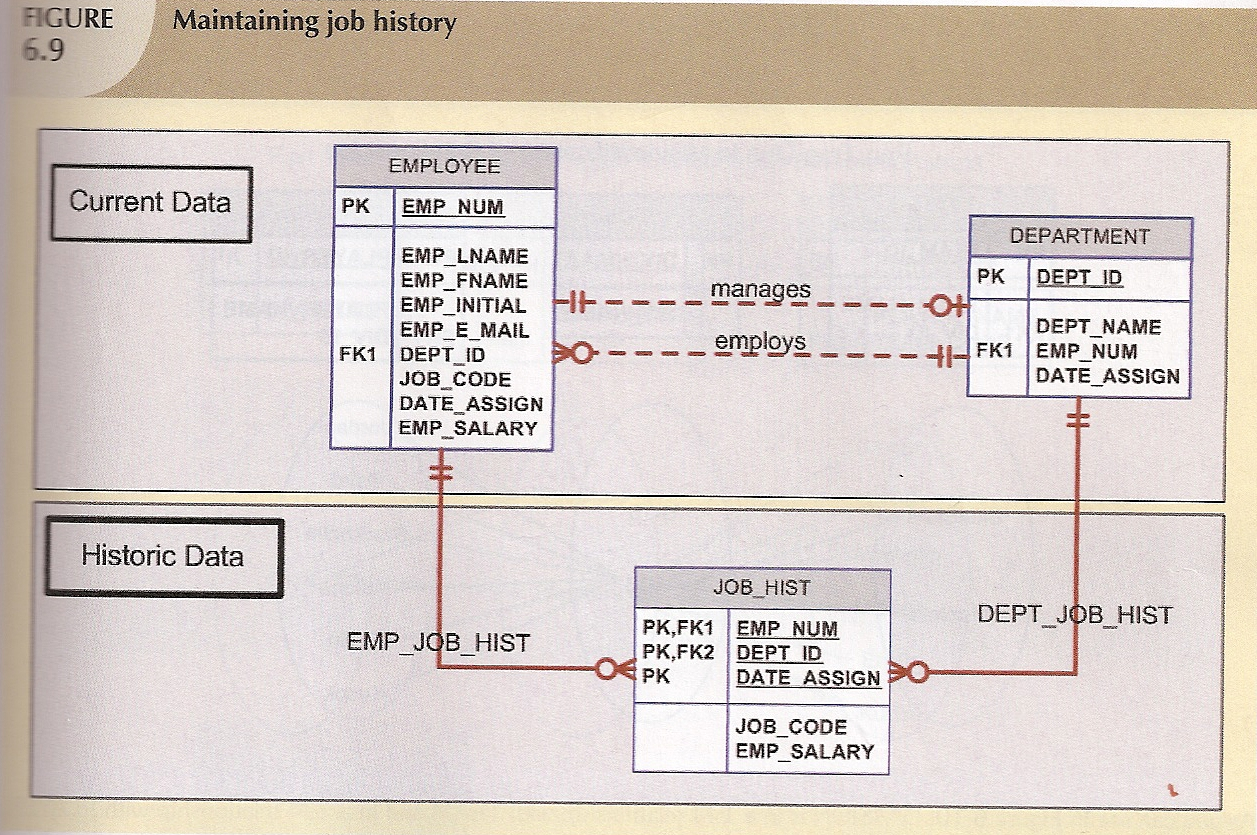 FIGURE
6.9
Maintaining job history
Current Data
EMPLOYEE
PK EMP_NUM
EMP_LNAME
EMP_FNAME
EMP_INITIAL
EMP_E_MAIL
FK1 DEPT_ID
JOB_CODE
DATE_ASSIGN
EMP_SALARY
manages
employs
DEPARTMENT
PK DEPT_ID
DEPT_NAME
FK1 EMP_NUM
DATE_ASSIGN
Historic Data
EMP_JOB_HIST
JOB_HIST
PK,FK1 EMP_NUM
PK,FK2 DEPT_ID
PK DATE_ASSIGN
JOB_CODE
EMP_SALARY
DEPT_JOB_HIST